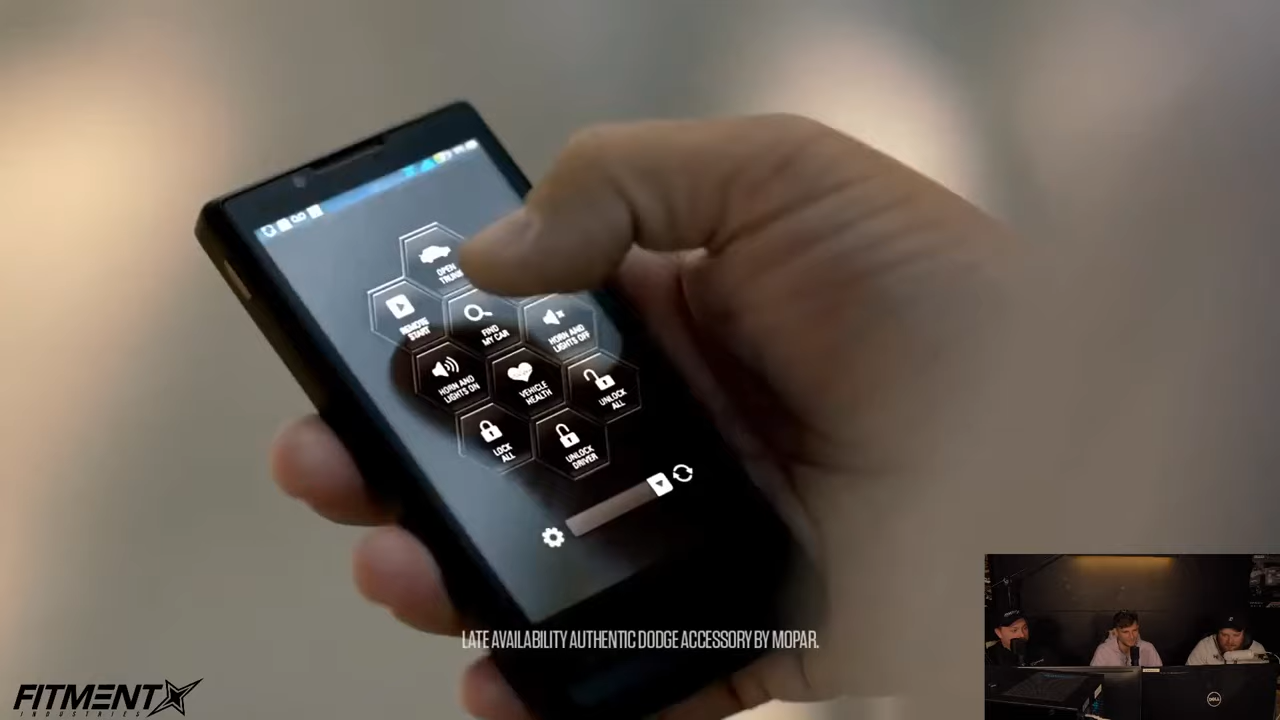 OPEN
TRUNK
REMOTE
START
FIND
MY CAR
HORN AND
LIGHTS OFF
HORN AND
LIGHTS ON
VEHICLE
HEALTH
UNLOCK
ALL
LOCK
ALL
UNLOCK
DRIVER
LATE AVAILABILITY AUTHENTIC DODGE ACCESSORY BY MOPAR.
FITMENT
INDUSTRIES
DELL